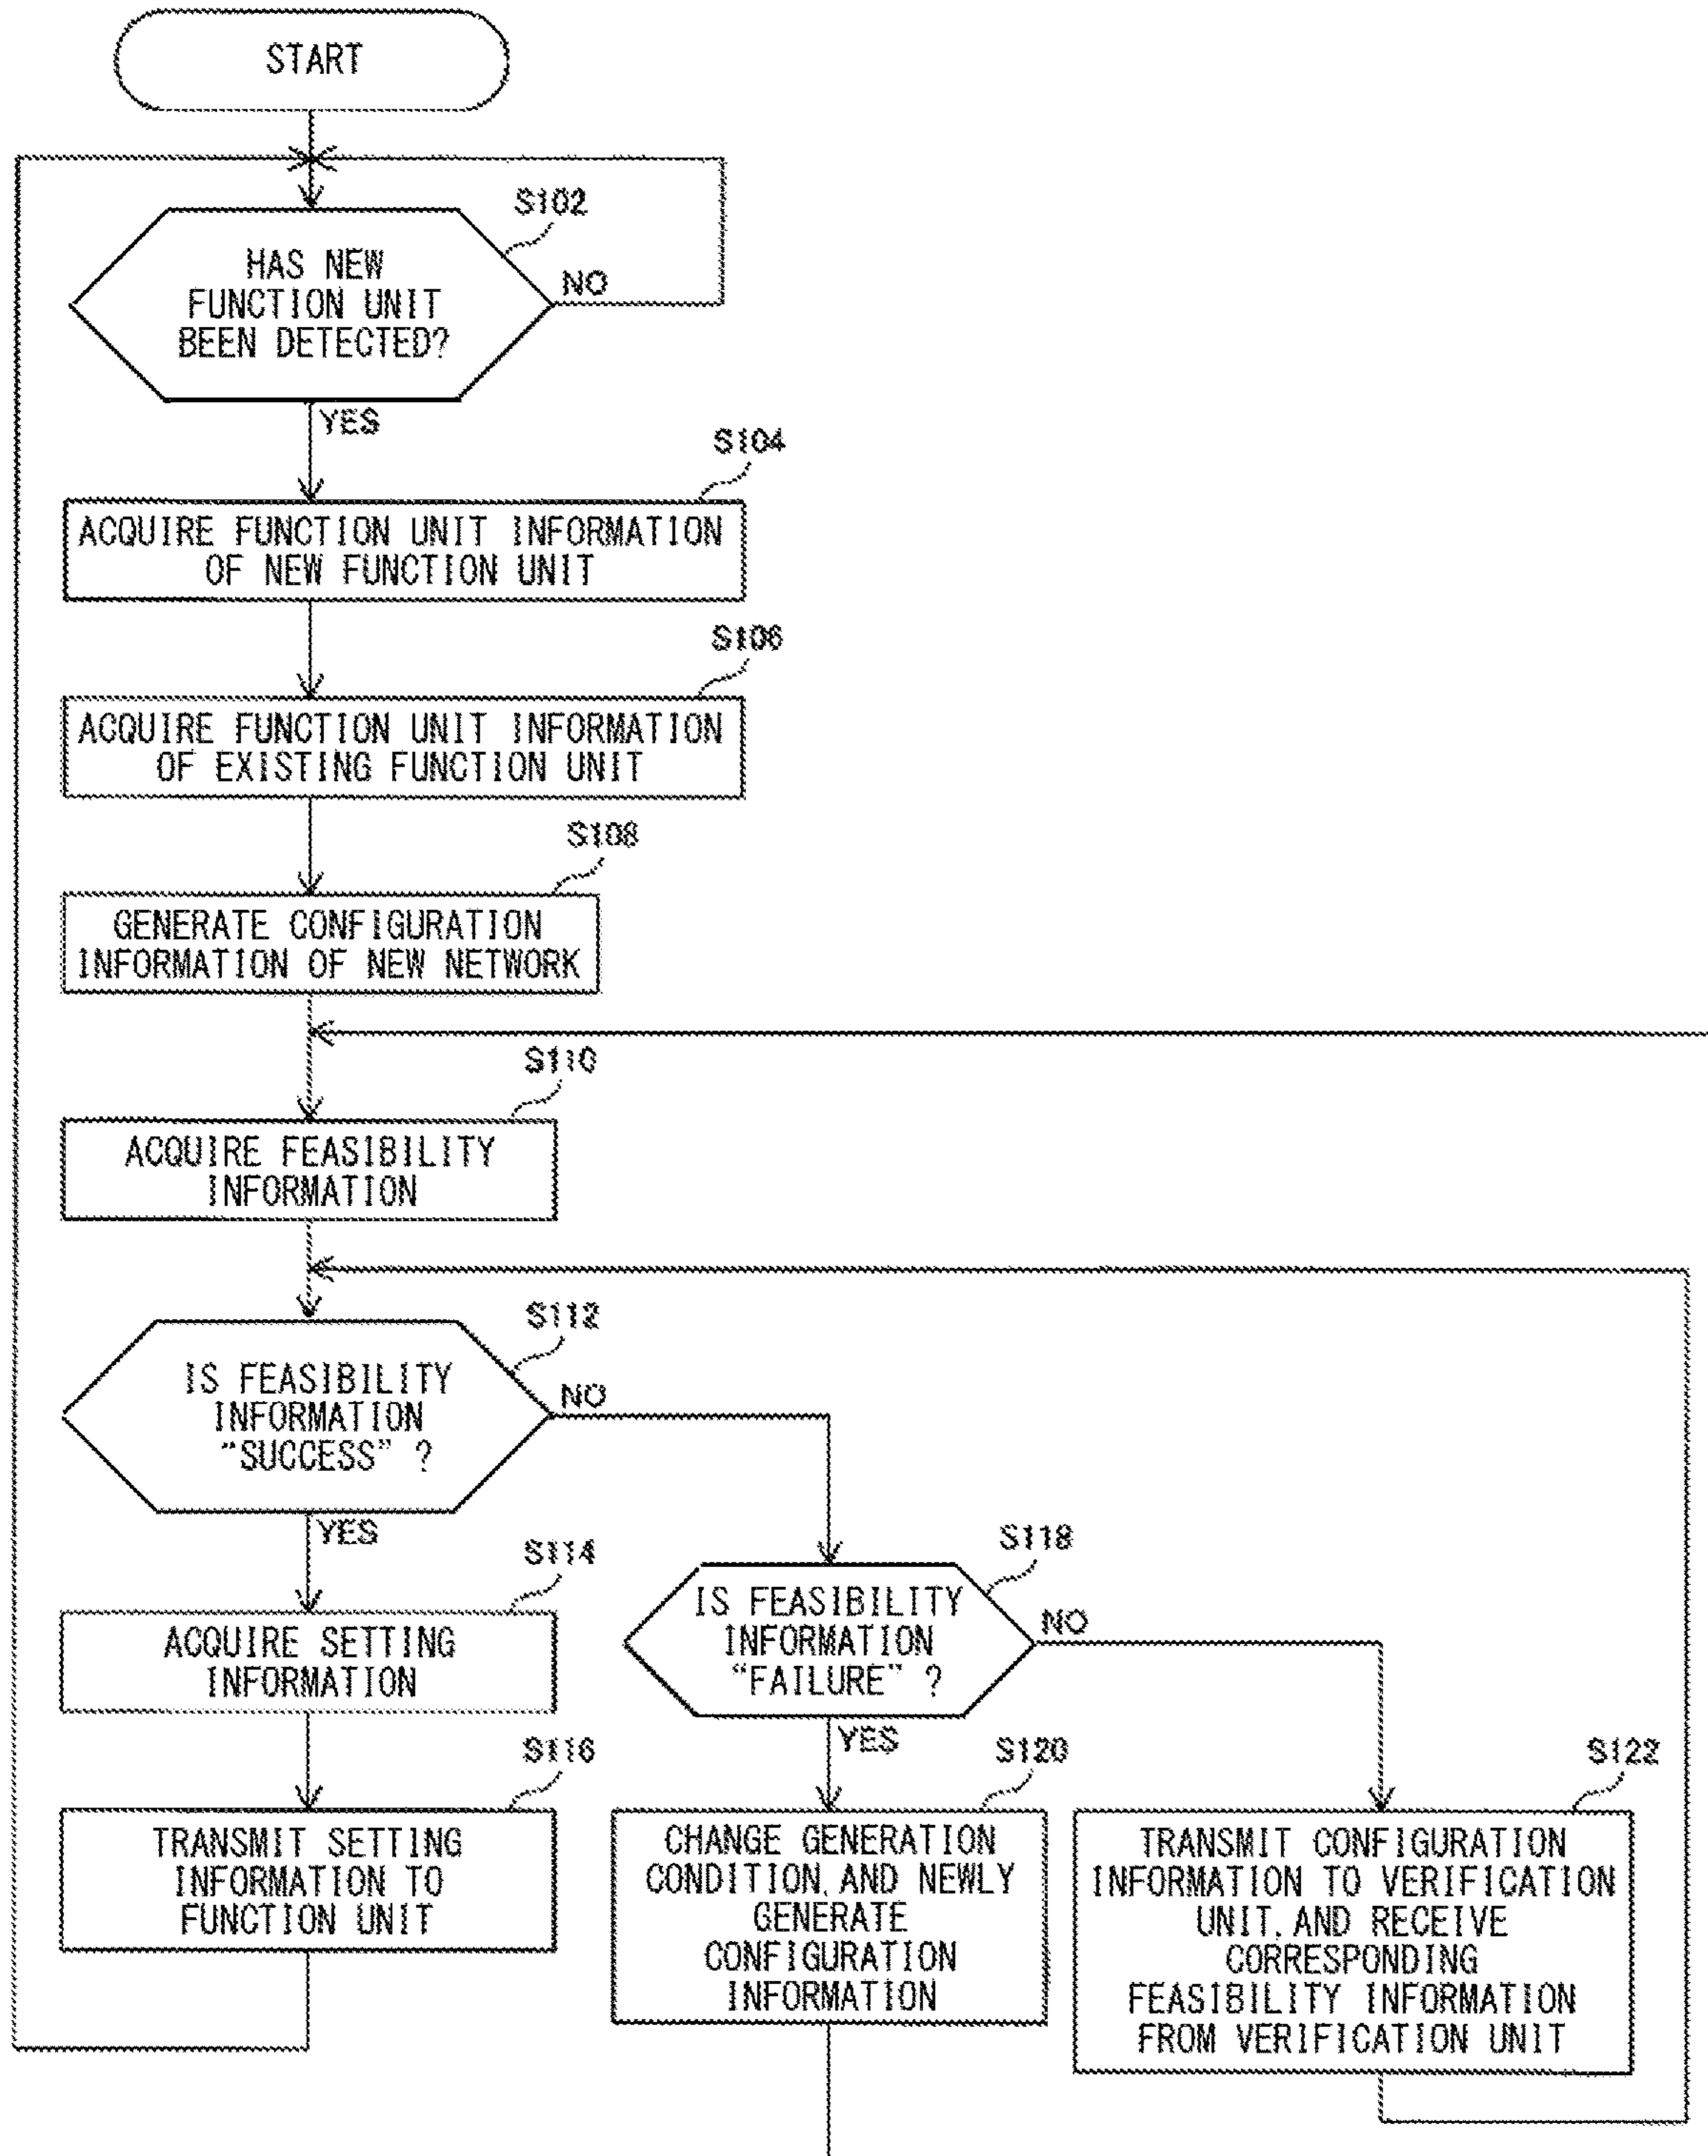 START
S102
HAS NEW
FUNCTION UNIT
BEEN DETECTED?
NO
YES
S104
ACQUIRE FUNCTION UNIT INFORMATION
OF NEW FUNCTION UNIT
S106
ACQUIRE FUNCTION UNIT INFORMATION
OF EXISTING FUNCTION UNIT
S108
GENERATE CONFIGURATION
INFORMATION OF NEW NETWORK
S110
ACQUIRE FEASIBILITY
INFORMATION
S112
IS FEASIBILITY
INFORMATION
“SUCCESS” ?
NO
YES
S114
ACQUIRE SETTING
INFORMATION
S116
TRANSMIT SETTING
INFORMATION TO
FUNCTION UNIT
S118
IS FEASIBILITY
INFORMATION
“FAILURE” ?
NO
YES
S120
CHANGE GENERATION
CONDITION, AND NEWLY
GENERATE
CONFIGURATION
INFORMATION
S122
TRANSMIT CONFIGURATION
INFORMATION TO VERIFICATION
UNIT, AND RECEIVE
CORRESPONDING
FEASIBILITY INFORMATION
FROM VERIFICATION UNIT